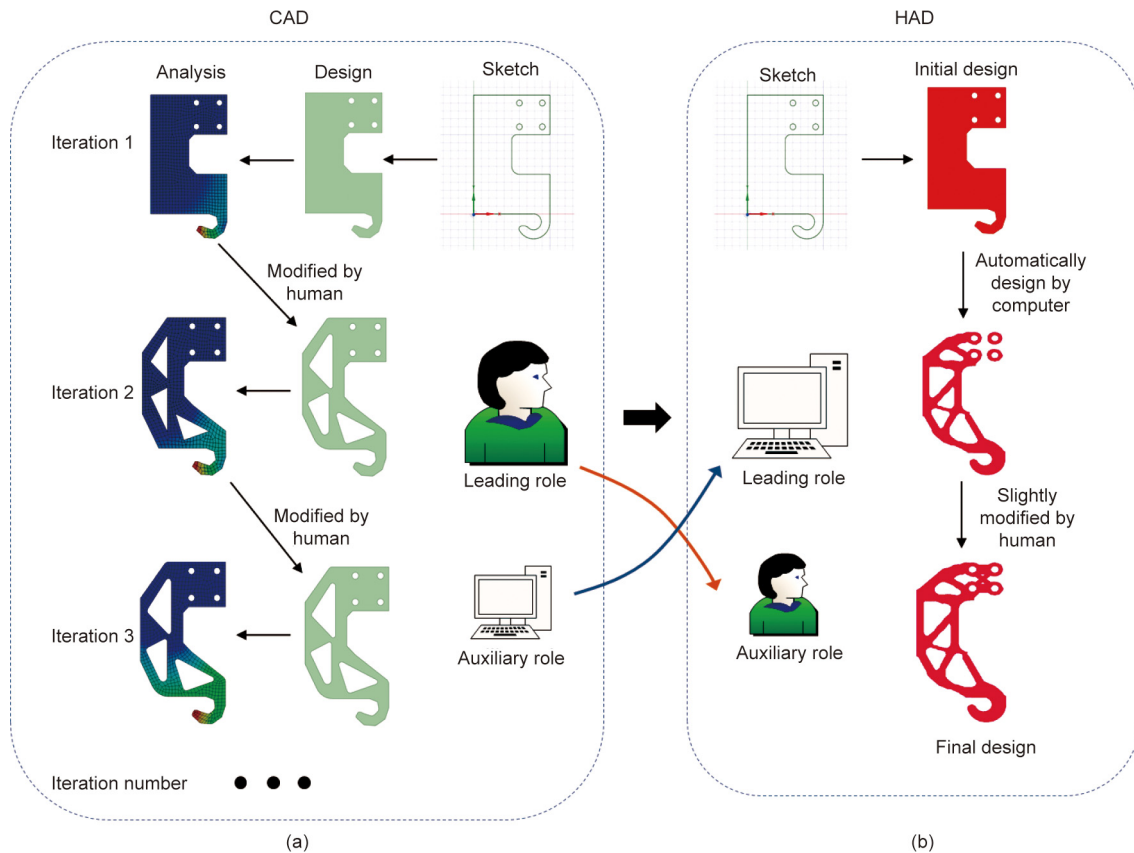 CAD
HAD
Analysis
Design
Sketch
Iteration 1
Modified by
human
Iteration 2
Modified by
human
Iteration 3
Iteration number
Leading role
Auxiliary role
Sketch
Initial design
Automatically
design by
computer
Leading role
Slightly
modified by
human
Auxiliary role
Final design
(a)
(b)